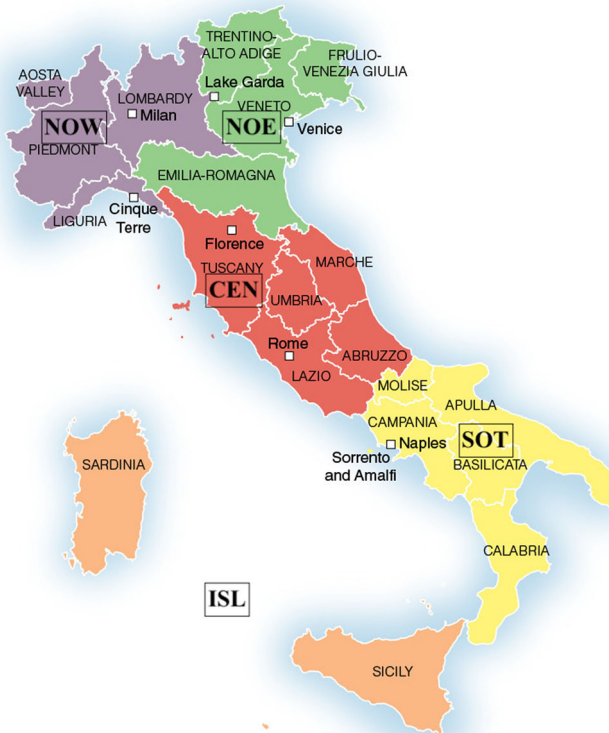 TRENTINO-
ALTO ADIGE
FRULIO-
VENEZIA GIULIA
AOSTA
VALLEY
Lake Garda
LOMBARDY
VENETO
Milan
NOW
NOE
Venice
PIEDMONT
EMILIA-ROMAGNA
LIGURIA
Cinque
Terre
Florence
TUSCANY
MARCHE
CEN
UMBRIA
Rome
ABRUZZO
LAZIO
MOLISE
APULLA
CAMPANIA
Naples
SOT
Sorrento
and Amalfi
BASILICATA
SARDINIA
CALABRIA
ISL
SICILY